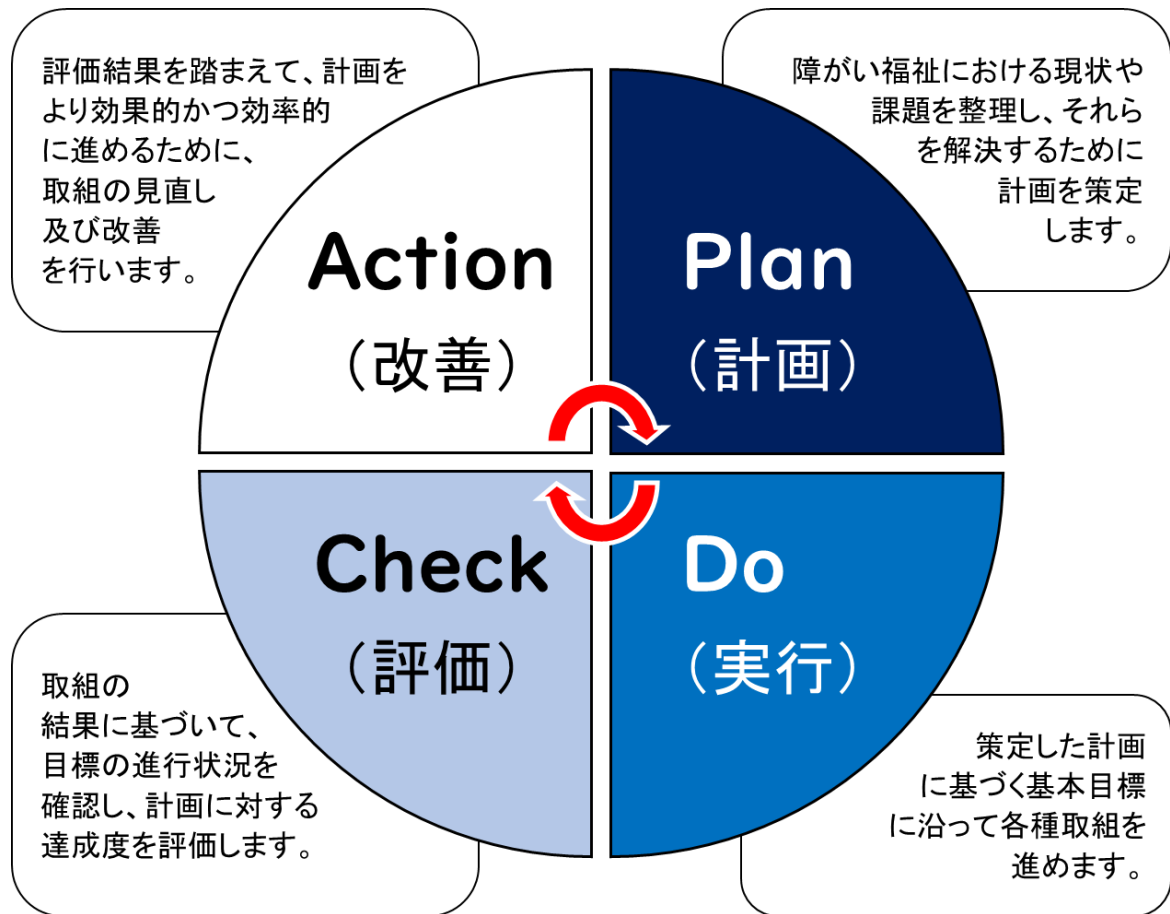 評価結果を踏まえて、計画を
より効果的かつ効率的
に進めるために、
取組の見直し
及び改善
を行います。
Action
（改善）
障がい福祉における現状や
課題を整理し、それら
を解決するために
計画を策定
します。
Plan
（計画）
Check
（評価）
取組の
結果に基づいて、
目標の進行状況を
確認し、計画に対する
達成度を評価します。
Do
（実行）
策定した計画
に基づく基本目標
に沿って各種取組を
進めます。